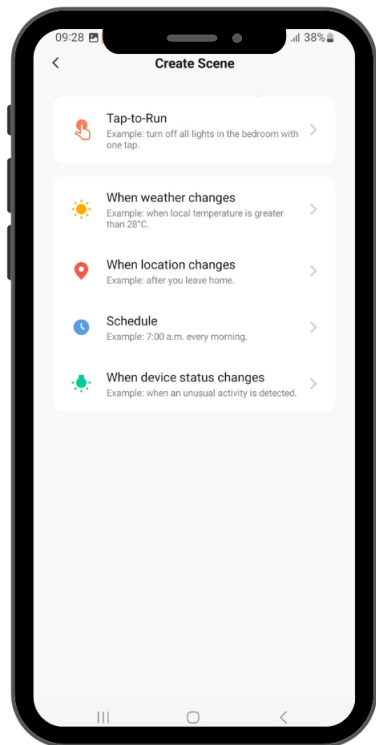 09:28
38%
Create Scene
Tap-to-Run
Example: turn off all lights in the bedroom with
one tap.
When weather changes
Example: when local temperature is greater
than 28°C.
When location changes
Example: after you leave home.
Schedule
Example: 7:00 a.m. every morning.
When device status changes
Example: when an unusual activity is detected.